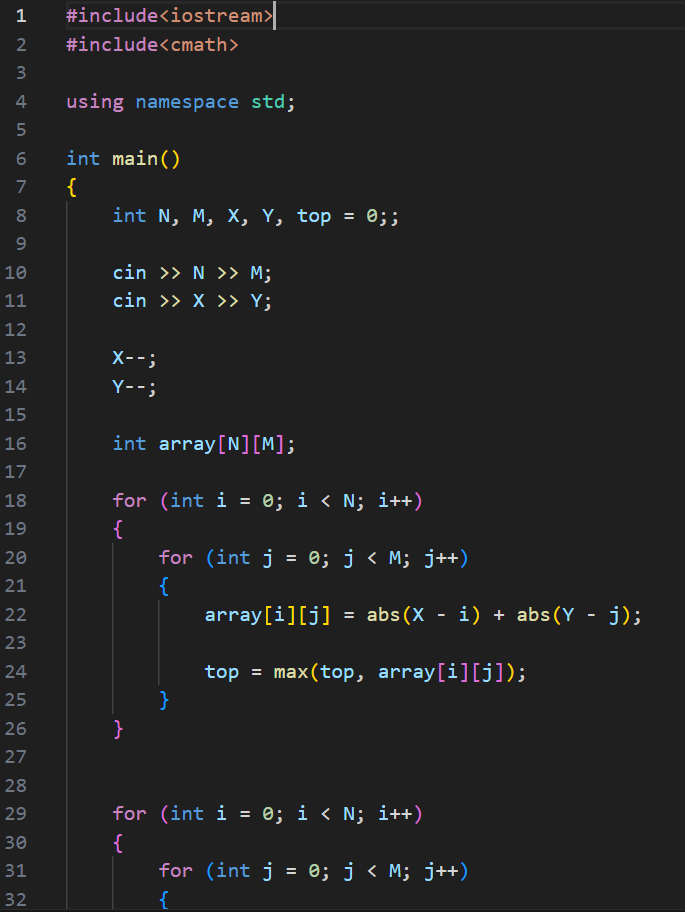 1 #include<iostream>
2 #include<cmath>
3
4 using namespace std;
5
6 int main()
7 {
8     int N, M, X, Y, top = 0;;
9
10     cin >> N >> M;
11     cin >> X >> Y;
12
13     X--;
14     Y--;
15
16     int array[N][M];
17
18     for (int i = 0; i < N; i++)
19     {
20         for (int j = 0; j < M; j++)
21         {
22             array[i][j] = abs(X - i) + abs(Y - j);
23
24             top = max(top, array[i][j]);
25         }
26     }
27
28
29     for (int i = 0; i < N; i++)
30     {
31         for (int j = 0; j < M; j++)
32         {